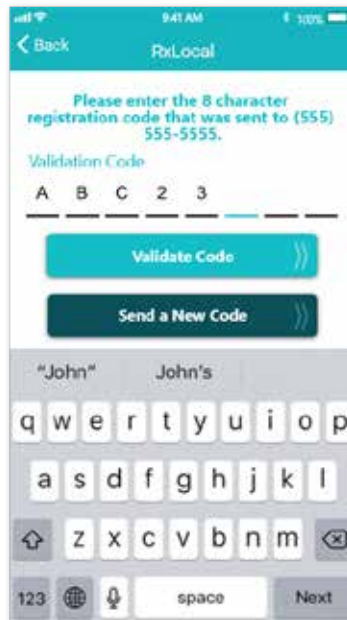 9:41 AM 100%
Back
RxLocal
Please enter the 8 character
registration code that was sent to (555)
555-5555.
Validation Code
A B C 2 3
Validate Code
Send a New Code
"John" John's
q w e r t y u i o p
a s d f g h j k l
z x c v b n m
123 space Next